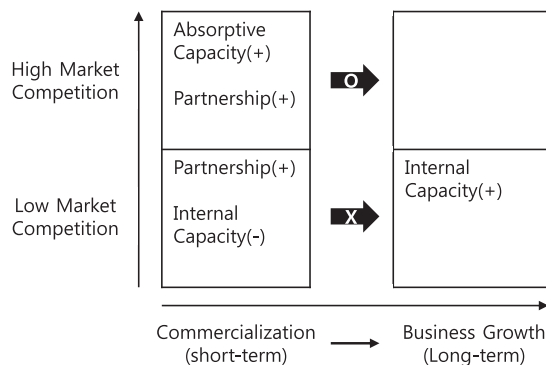 High Market
Competition
Absorptive
Capacity(+)
Partnership(+)
O
Low Market
Competition
Partnership(+)
Internal
Capacity(-)
X
Internal
Capacity(+)
Commercialization
(short-term)
Business Growth
(Long-term)